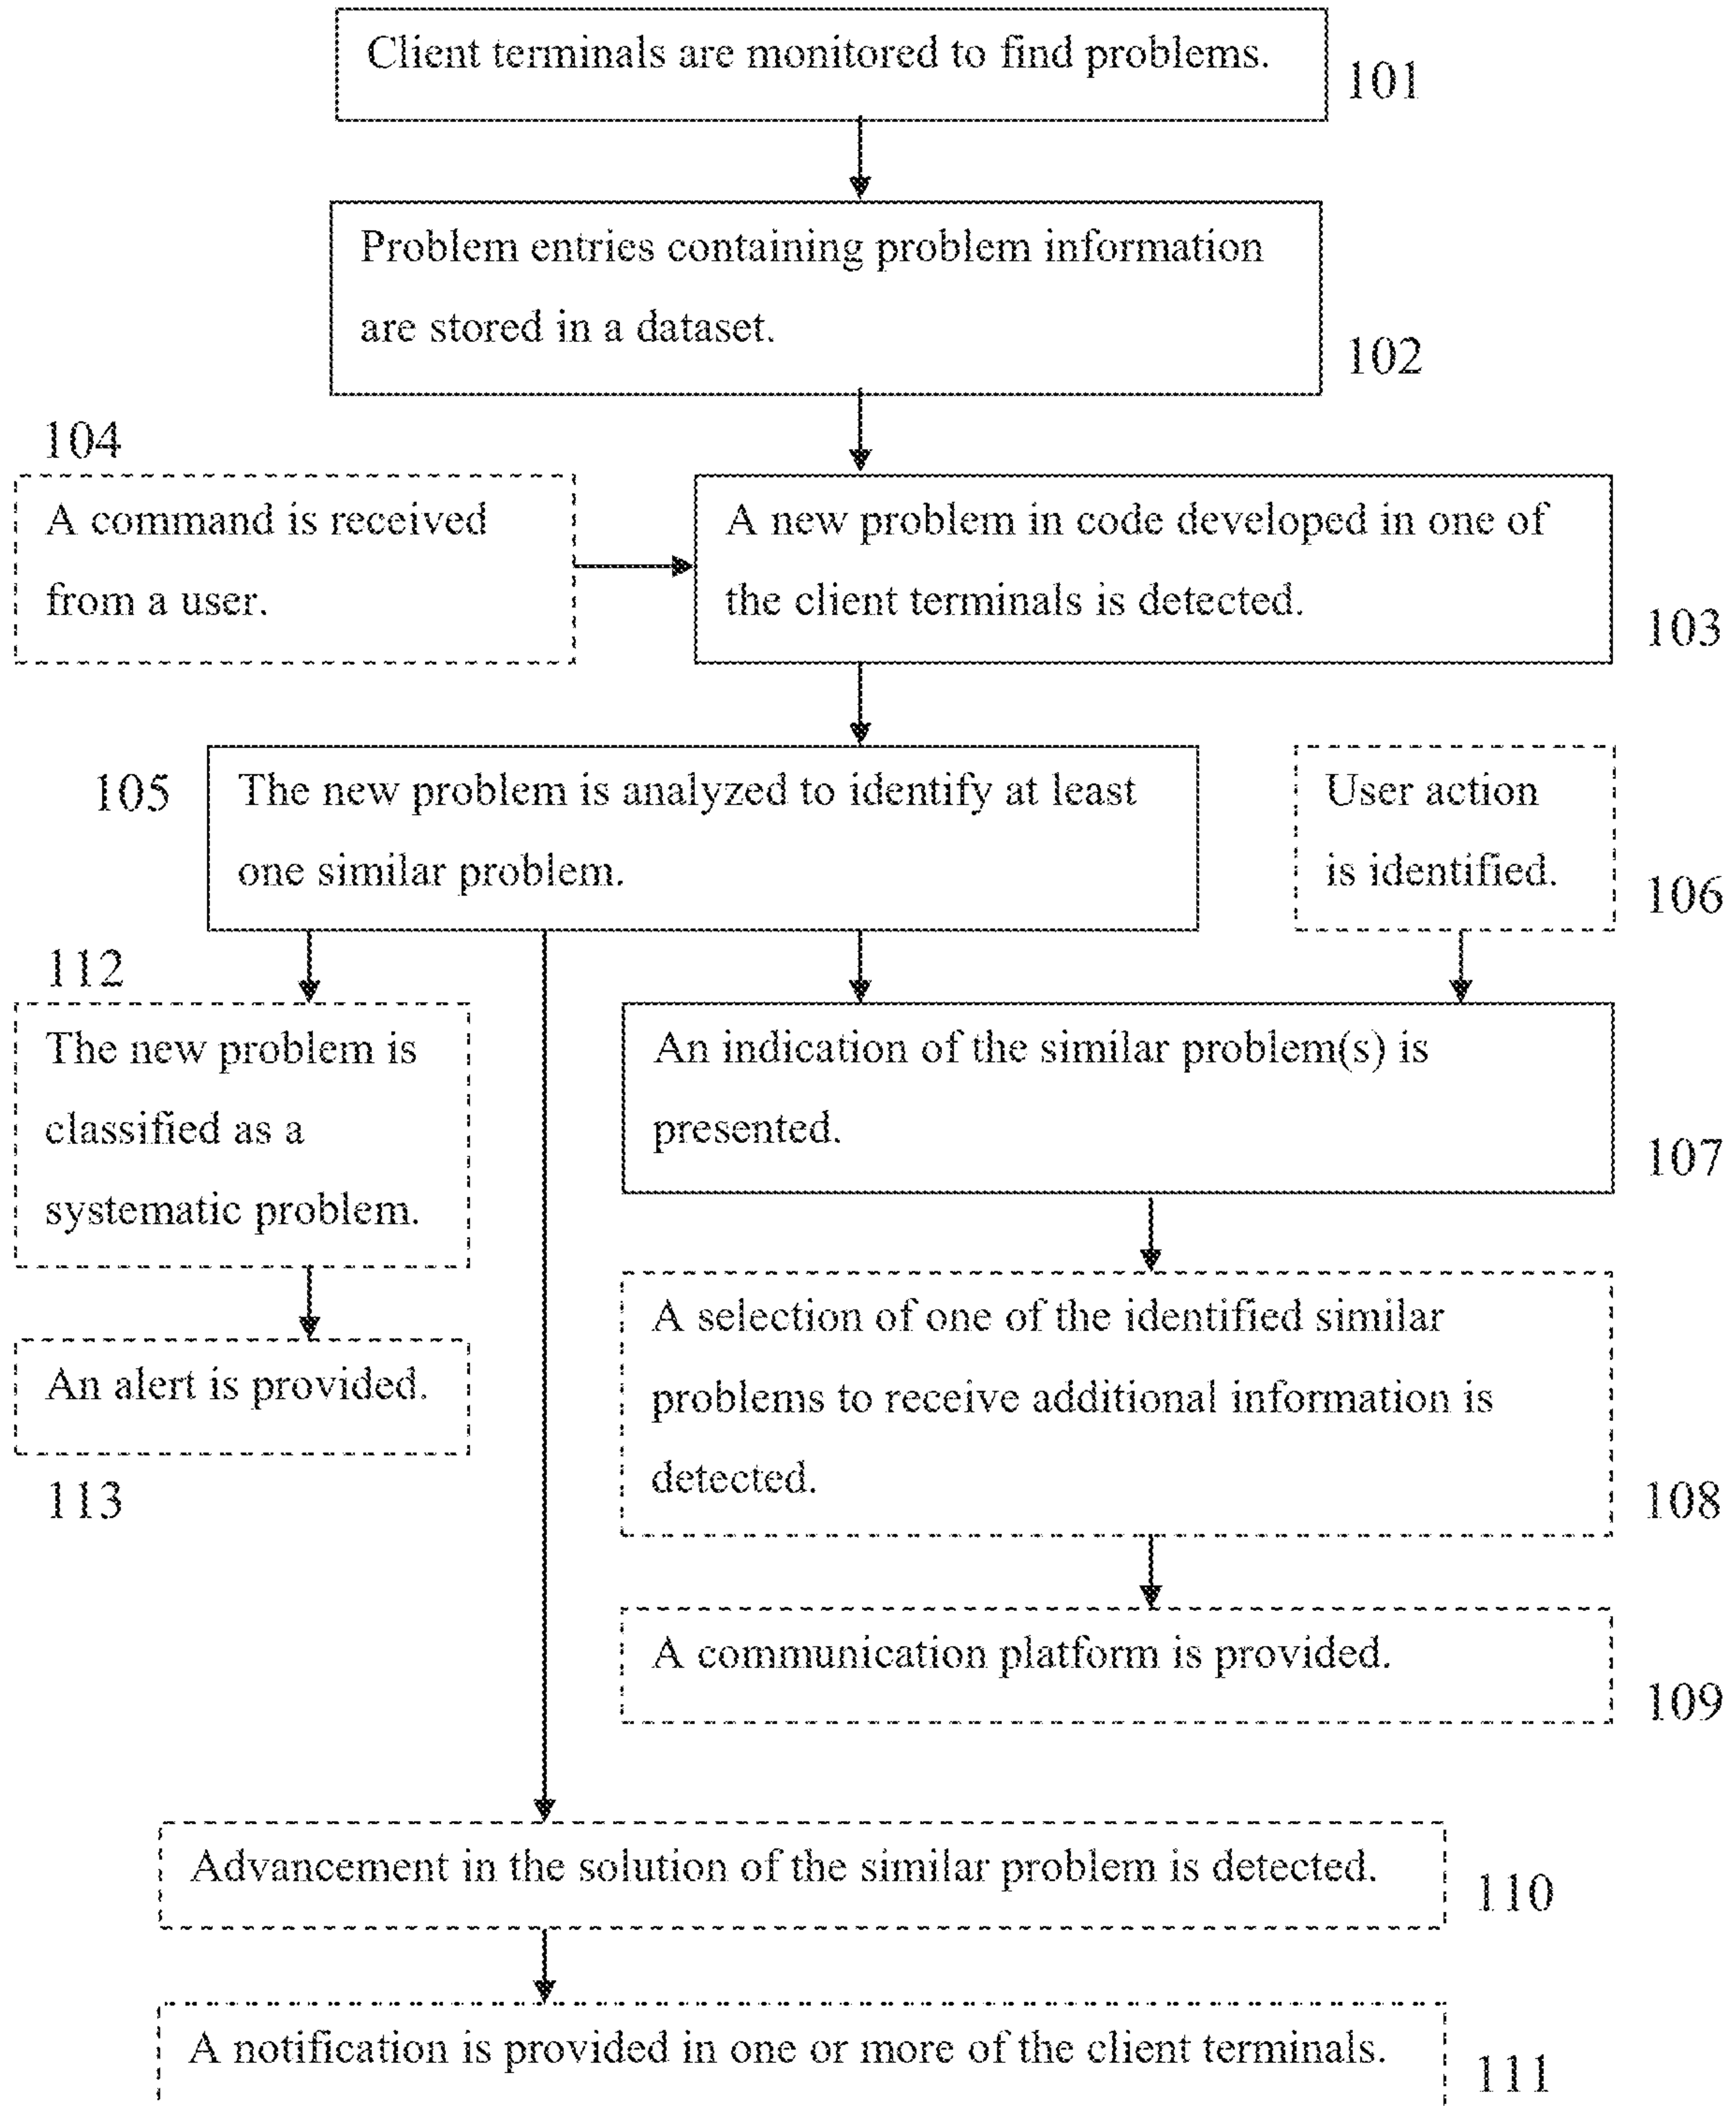 Client terminals are monitored to find problems.
101
Problem entries containing problem information
are stored in a dataset.
102
104
A command is received
from a user.
A new problem in code developed in one of
the client terminals is detected.
103
105
The new problem is analyzed to identify at least
one similar problem.
User action
is identified.
106
112
The new problem is
classified as a
systematic problem.
An indication of the similar problem(s) is
presented.
107
A selection of one of the identified similar
problems to receive additional information is
detected.
108
An alert is provided.
113
A communication platform is provided.
109
Advancement in the solution of the similar problem is detected.
110
A notification is provided in one or more of the client terminals.
111